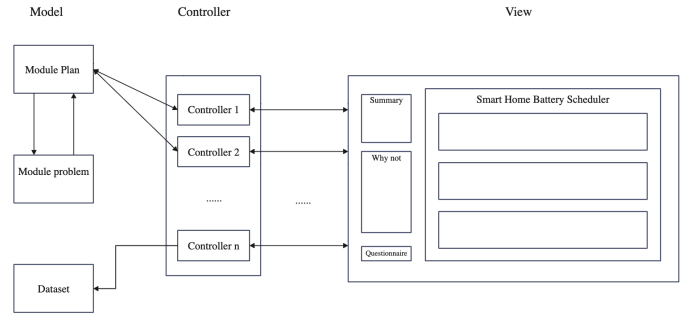 Model
Controller
View
Module Plan
Module problem
Dataset
Controller 1
Controller 2
......
Controller n
......
Summary
Why not
Questionnaire
Smart Home Battery Scheduler